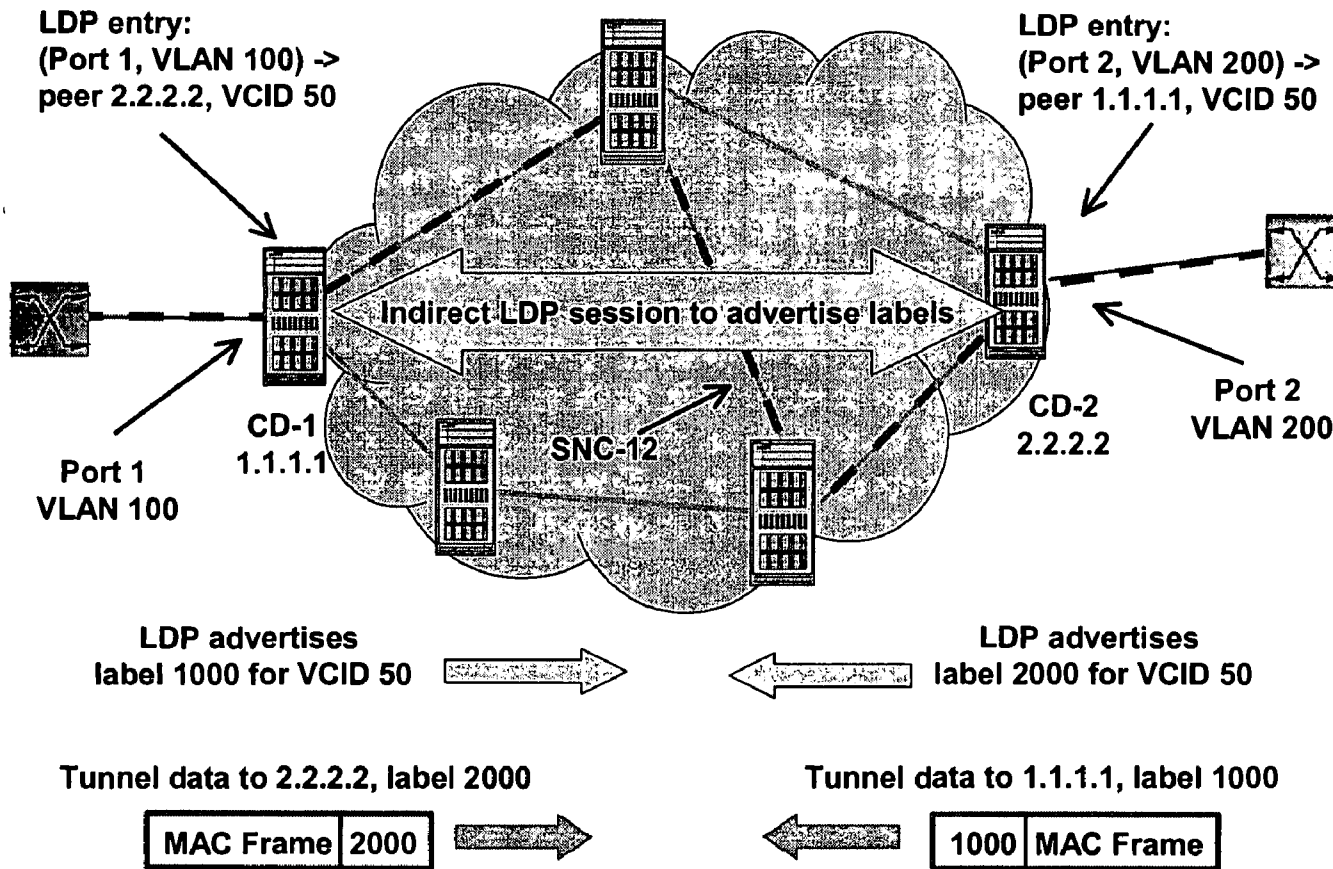 LDP entry:
(Port 1, VLAN 100) ->
peer 2.2.2.2, VCID 50
LDP entry:
(Port 2, VLAN 200) ->
peer 1.1.1.1, VCID 50
Indirect LDP session to advertise labels
CD-1
1.1.1.1
Port 1
VLAN 100
SNC-12
CD-2
2.2.2.2
Port 2
VLAN 200
LDP advertises
label 1000 for VCID 50
LDP advertises
label 2000 for VCID 50
Tunnel data to 2.2.2.2, label 2000
Tunnel data to 1.1.1.1, label 1000
MAC Frame 2000
1000 MAC Frame